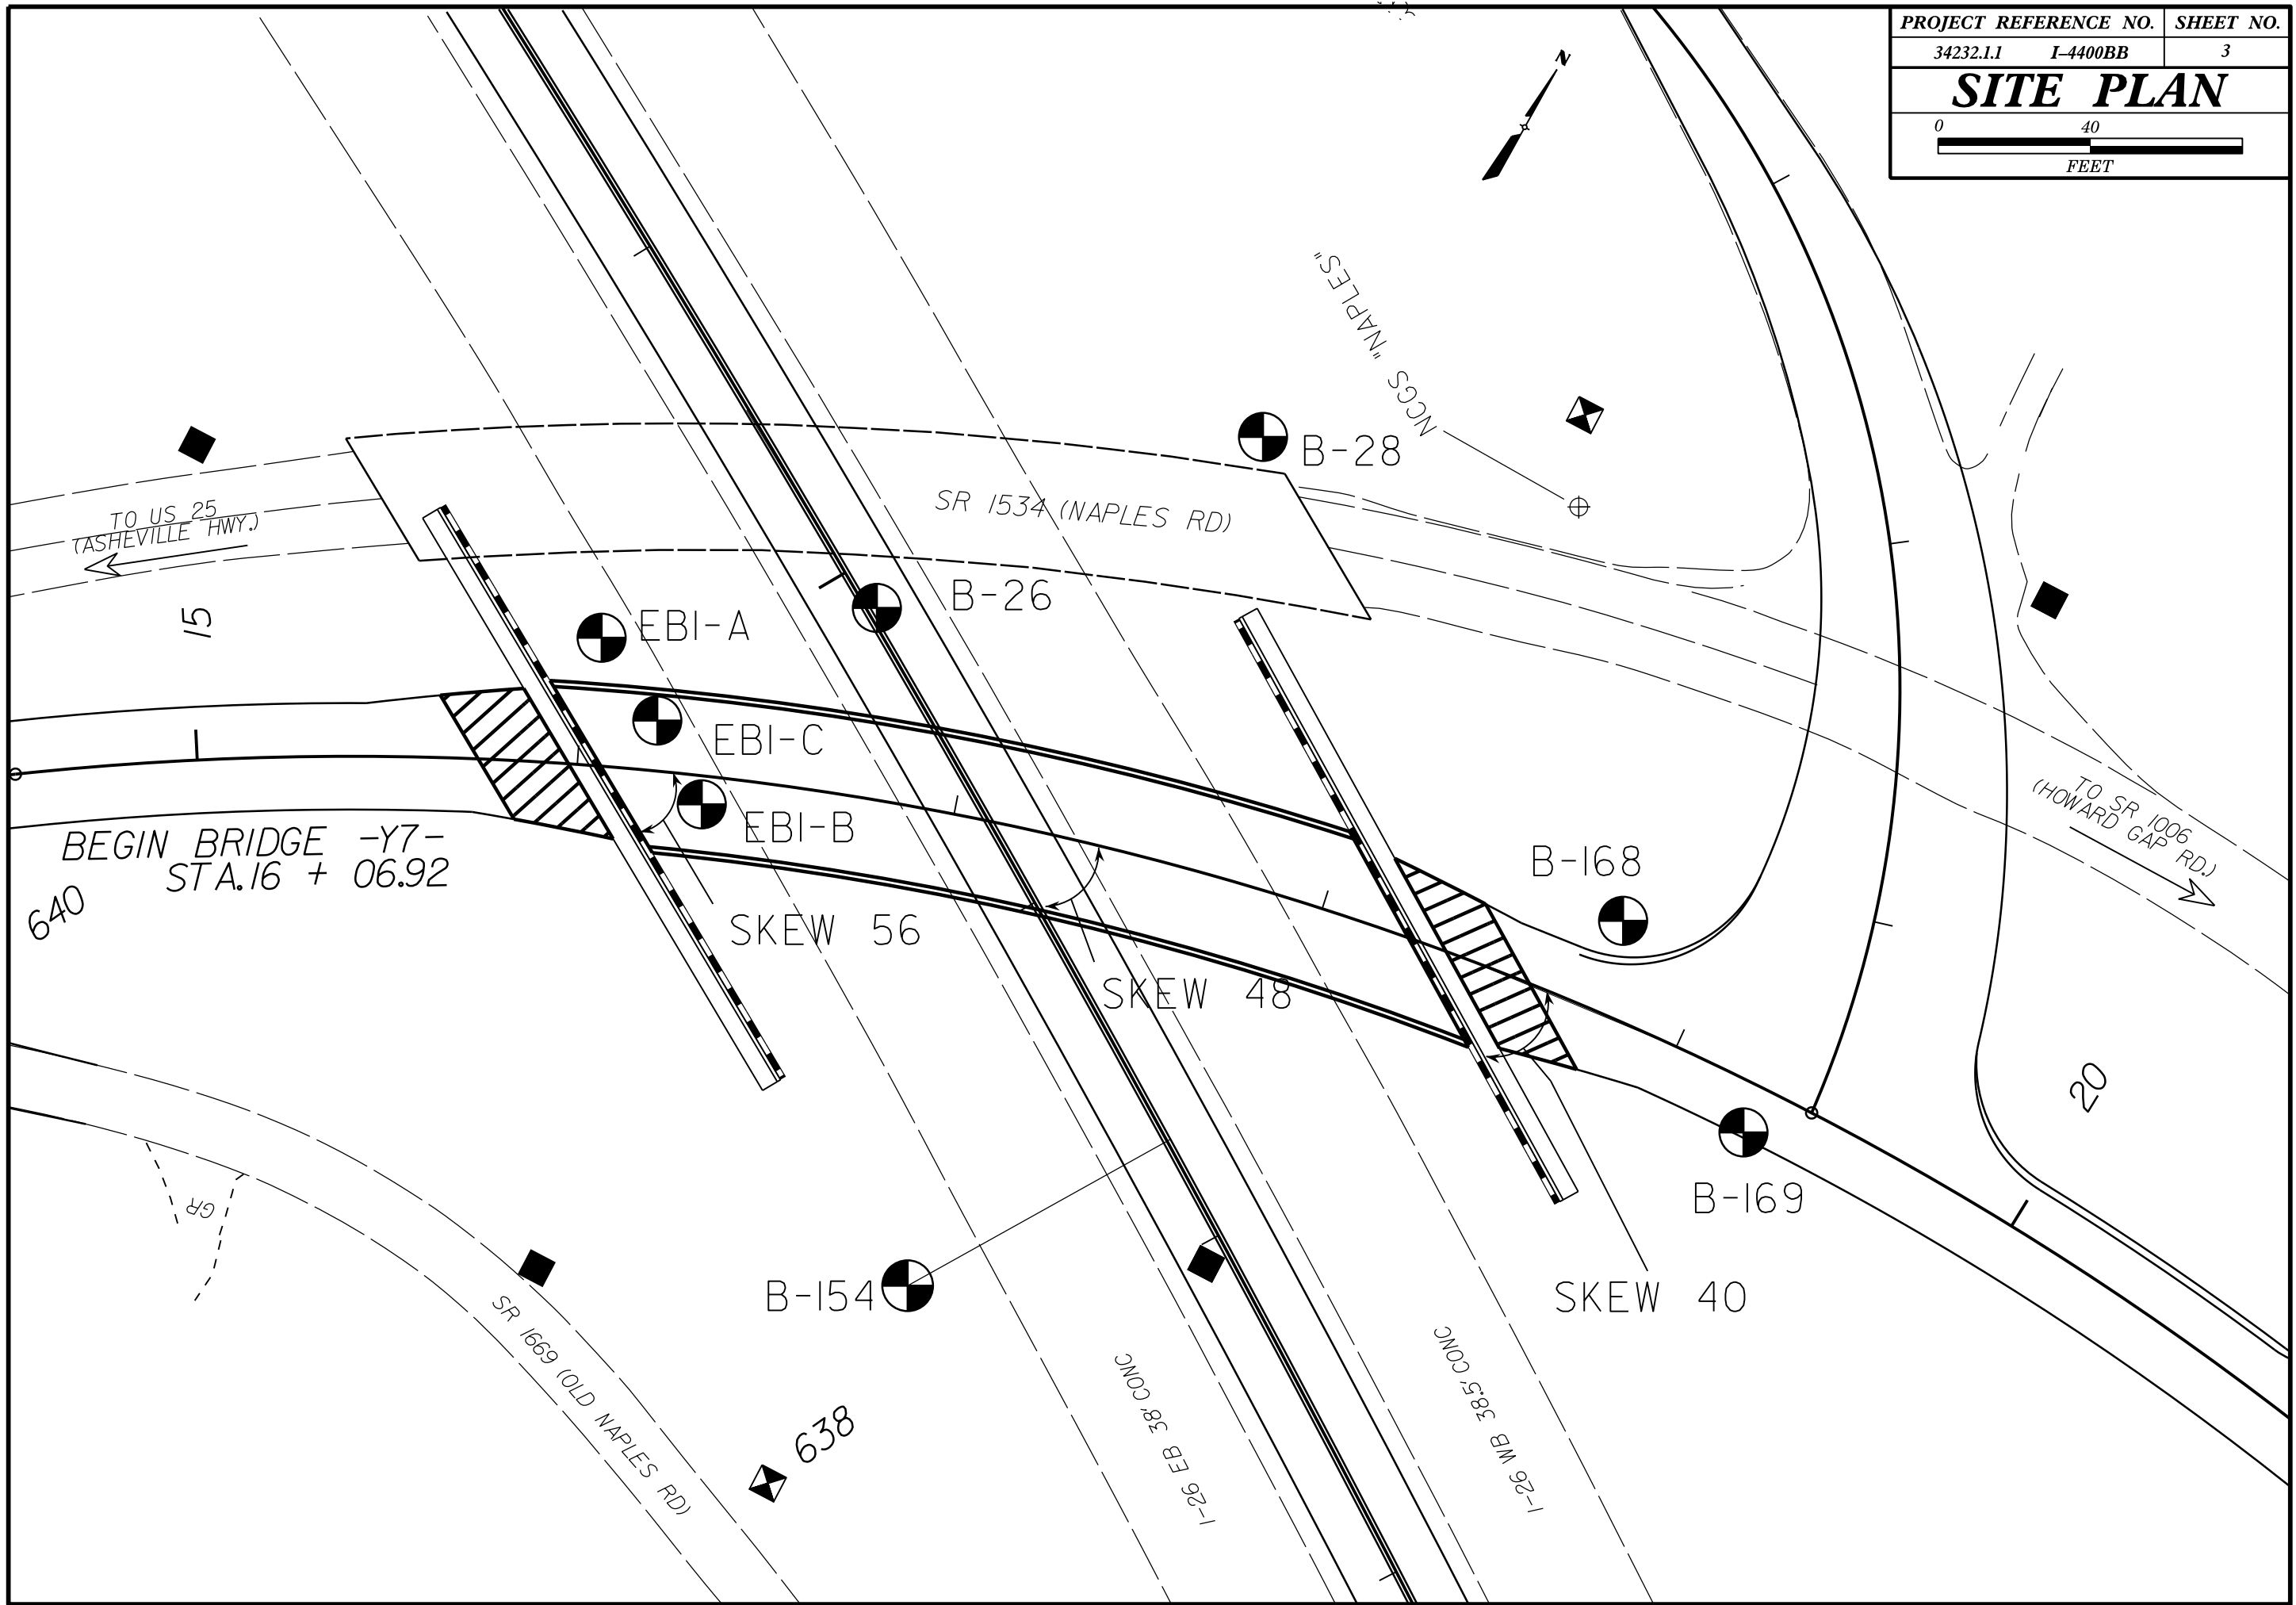 PROJECT REFERENCE NO.
SHEET NO.
34232.1.1 I-4400BB
3
SITE PLAN
0 40
FEET
N
NCGS "NAPLES"
B-28
SR 1534 (NAPLES RD)
TO US 25
(ASHEVILLE HWY.)
15
EB1-A
B-26
EB1-C
EB1-B
BEGIN BRIDGE -Y7-
STA.16 + 06.92
640
SKEW 56
SKEW 48
B-168
TO SR 1006
(HOWARD GAP RD.)
20
B-169
GR
B-154
SKEW 40
SR 1669 (OLD NAPLES RD)
638
I-26 EB 38' CONC
I-26 WB 38.5' CONC